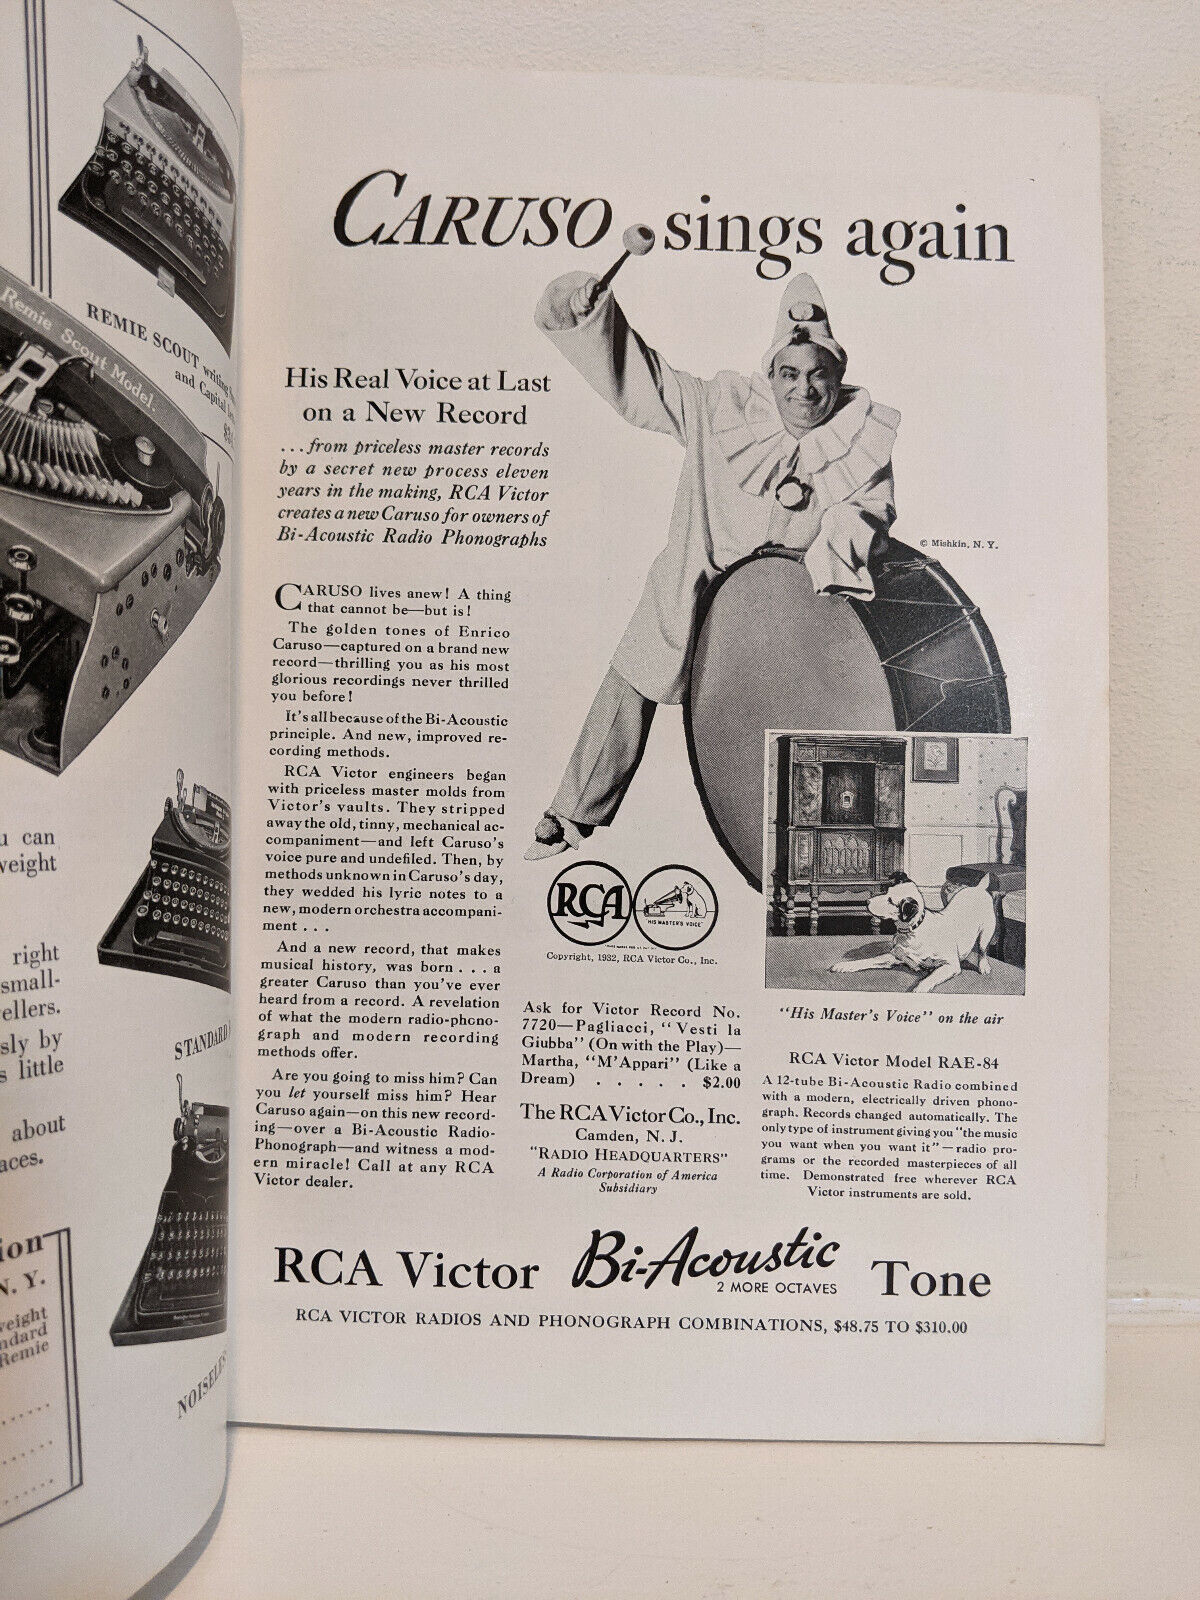 REMIE SCOUT writing
and Capital
Remie Scout Model.
u can
weight
right
small-
ellers.
sly by
s little
about
aces.
STANDARD
NOISELES
ion
N. Y.
weight
ndard
Remie
CARUSO sings again
His Real Voice at Last
on a New Record
...from priceless master records
by a secret new process eleven
years in the making, RCA Victor
creates a new Caruso for owners of
Bi-Acoustic Radio Phonographs
© Mishkin, N. Y.
CARUSO lives anew! A thing
that cannot be—but is!
The golden tones of Enrico
Caruso—captured on a brand new
record—thrilling you as his most
glorious recordings never thrilled
you before!
It's all because of the Bi-Acoustic
principle. And new, improved re-
cording methods.
RCA Victor engineers began
with priceless master molds from
Victor's vaults. They stripped
away the old, tinny, mechanical ac-
companiment—and left Caruso's
voice pure and undefiled. Then, by
methods unknown in Caruso's day,
they wedded his lyric notes to a
new, modern orchestra accompani-
ment . . .
And a new record, that makes
musical history, was born . . . a
greater Caruso than you've ever
heard from a record. A revelation
of what the modern radio-phono-
graph and modern recording
methods offer.
Are you going to miss him? Can
you let yourself miss him? Hear
Caruso again—on this new record-
ing—over a Bi-Acoustic Radio-
Phonograph—and witness a mod-
ern miracle! Call at any RCA
Victor dealer.
RCA
"HIS MASTER'S VOICE"
Copyright, 1932, RCA Victor Co., Inc.
Ask for Victor Record No.
7720—Pagliacci, "Vesti la
Giubba" (On with the Play)—
Martha, "M'Appari" (Like a
Dream) . . . . . $2.00
The RCA Victor Co., Inc.
Camden, N. J.
"RADIO HEADQUARTERS"
A Radio Corporation of America
Subsidiary
"His Master's Voice" on the air
RCA Victor Model RAE-84
A 12-tube Bi-Acoustic Radio combined
with a modern, electrically driven phono-
graph. Records changed automatically. The
only type of instrument giving you "the music
you want when you want it"—radio pro-
grams or the recorded masterpieces of all
time. Demonstrated free wherever RCA
Victor instruments are sold.
RCA Victor Bi-Acoustic Tone
2 MORE OCTAVES
RCA VICTOR RADIOS AND PHONOGRAPH COMBINATIONS, $48.75 TO $310.00